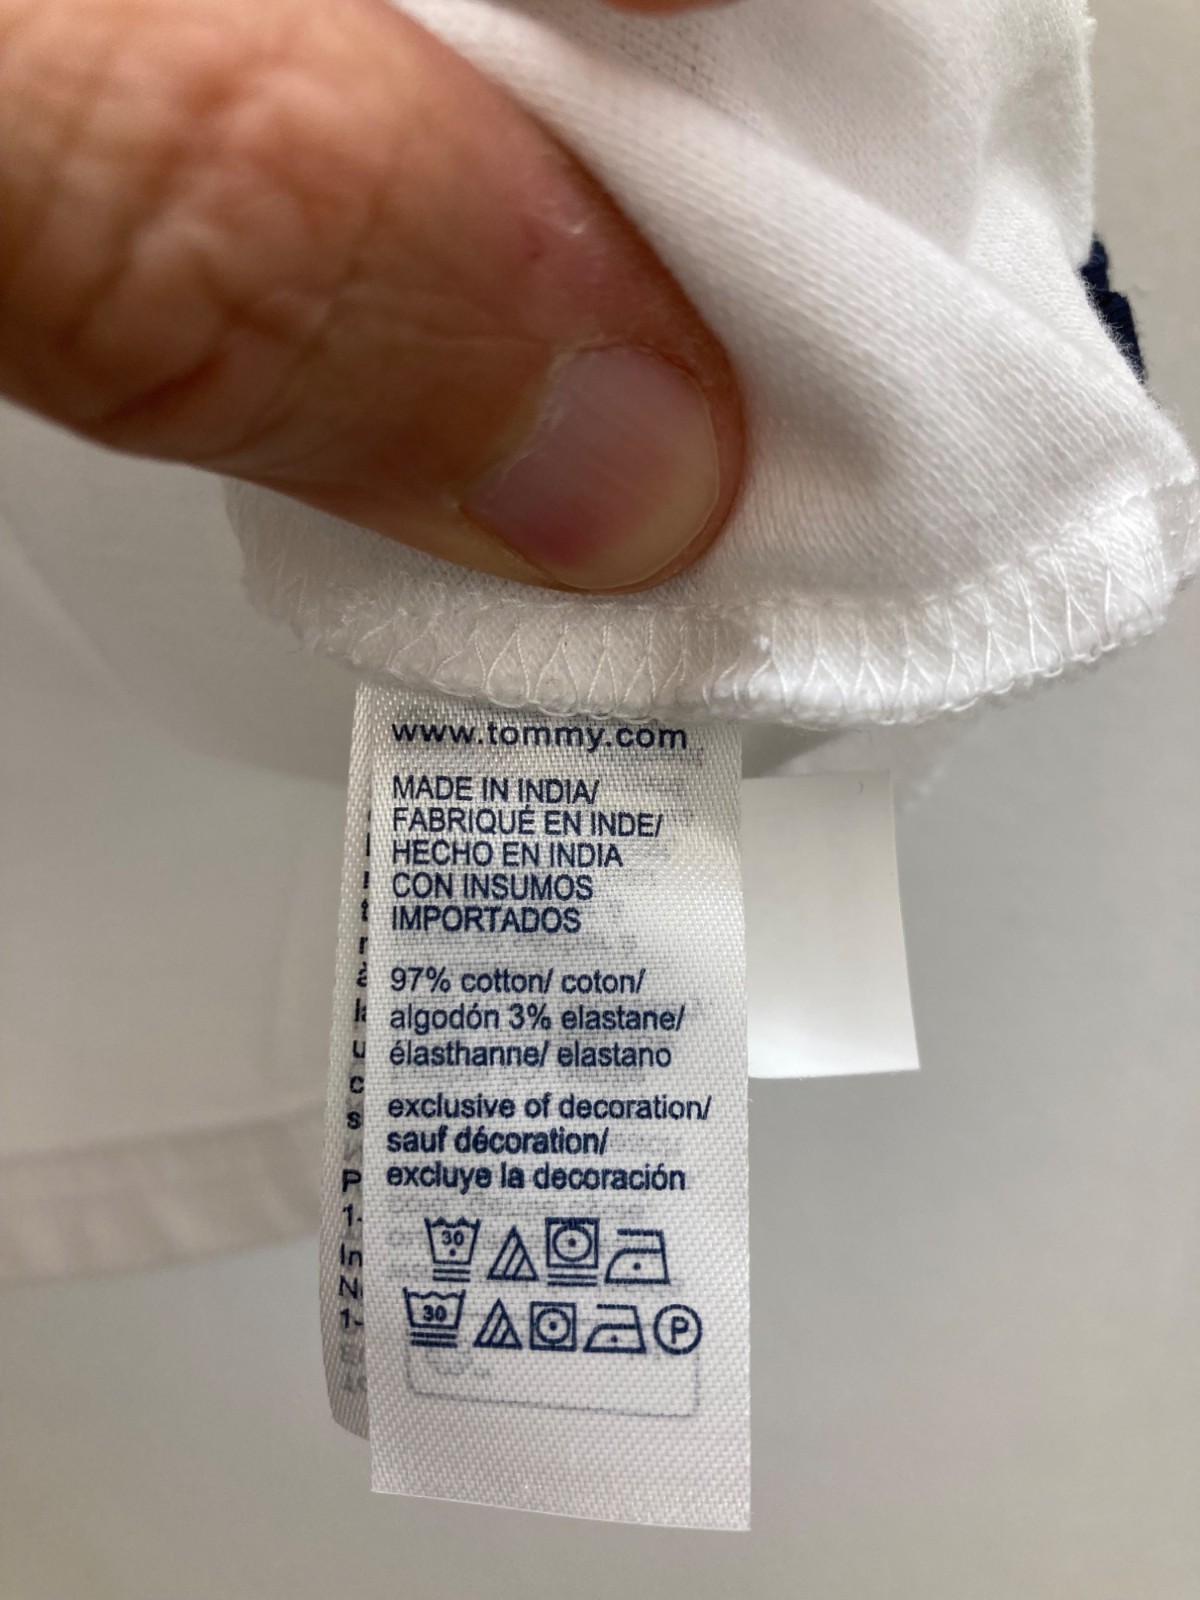 www.tommy.com
MADE IN INDIA/
FABRIQUÉ EN INDE/
HECHO EN INDIA
CON INSUMOS
IMPORTADOS
97% cotton/ coton/
algodón 3% elastane/
élasthanne/ elastano
exclusive of decoration/
sauf décoration/
excluye la decoración
30
30 P